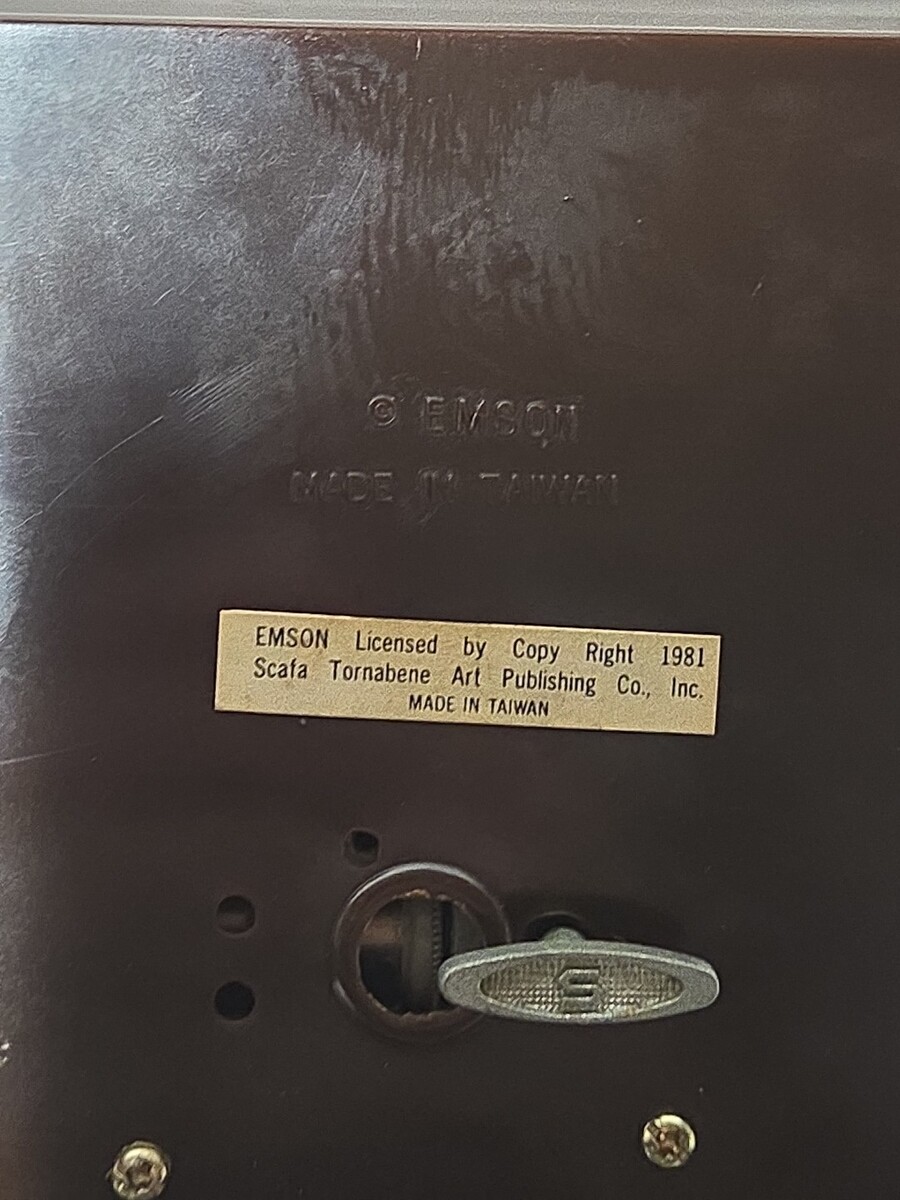 © EMSON
MADE IN TAIWAN
EMSON Licensed by Copy Right 1981
Scafa Tornabene Art Publishing Co., Inc.
MADE IN TAIWAN
S